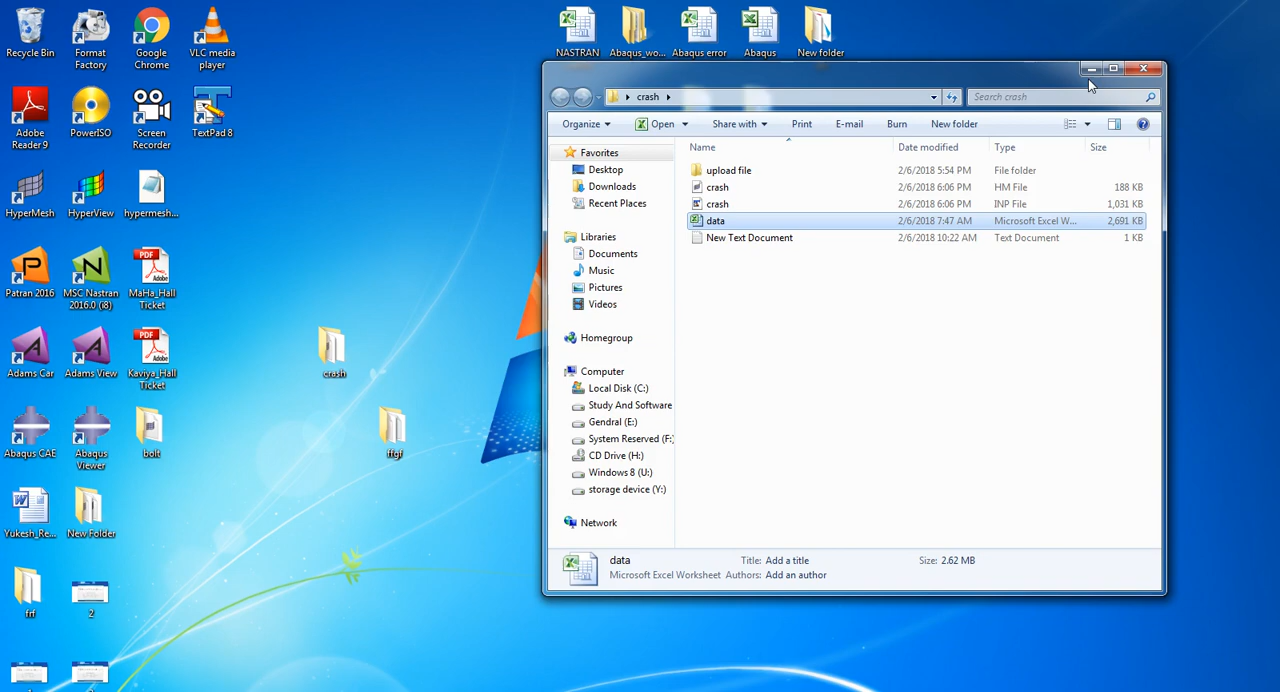 Recycle Bin
Format
Factory
Google
Chrome
VLC media
player
Adobe
Reader 9
PowerISO
Screen
Recorder
TextPad 8
HyperMesh
HyperView
hypermesh...
Patran 2016
MSC Nastran
2016.0 (i8)
MaHa_Hall
Ticket
Adams Car
Adams View
Kaviya_Hall
Ticket
Abaqus CAE
Abaqus
Viewer
bolt
Yukesh_Re...
New Folder
frf
2
crash
ffgf
NASTRAN
Abaqus_wo...
Abaqus error
Abaqus
New folder
crash
Search crash
Organize
Open
Share with
Print
E-mail
Burn
New folder
Favorites
Desktop
Downloads
Recent Places
Libraries
Documents
Music
Pictures
Videos
Homegroup
Computer
Local Disk (C:)
Study And Software
Gendral (E:)
System Reserved (F:)
CD Drive (H:)
Windows 8 (U:)
storage device (Y:)
Network
Name Date modified Type Size
upload file 2/6/2018 5:54 PM File folder
crash 2/6/2018 6:06 PM HM File 188 KB
crash 2/6/2018 6:06 PM INP File 1,031 KB
data 2/6/2018 7:47 AM Microsoft Excel W... 2,691 KB
New Text Document 2/6/2018 10:22 AM Text Document 1 KB
data Title: Add a title Size: 2.62 MB
Microsoft Excel Worksheet Authors: Add an author